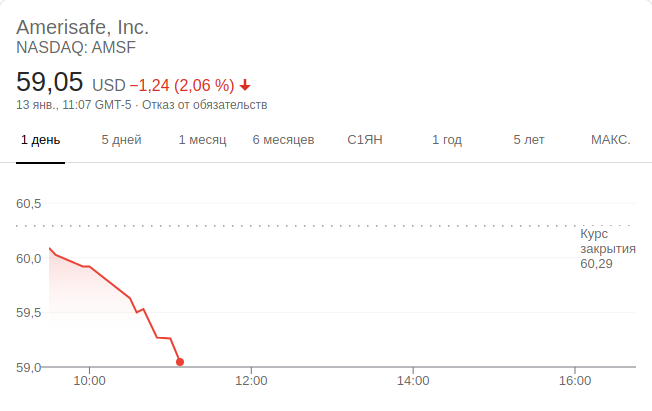 Amerisafe, Inc.
NASDAQ: AMSF
59,05 USD −1,24 (2,06 %)
13 янв., 11:07 GMT-5 · Отказ от обязательств
1 день 5 дней 1 месяц 6 месяцев С1ЯН 1 год 5 лет МАКС.
60,5
Курс
закрытия
60,29
60,0
59,5
59,0
10:00 12:00 14:00 16:00